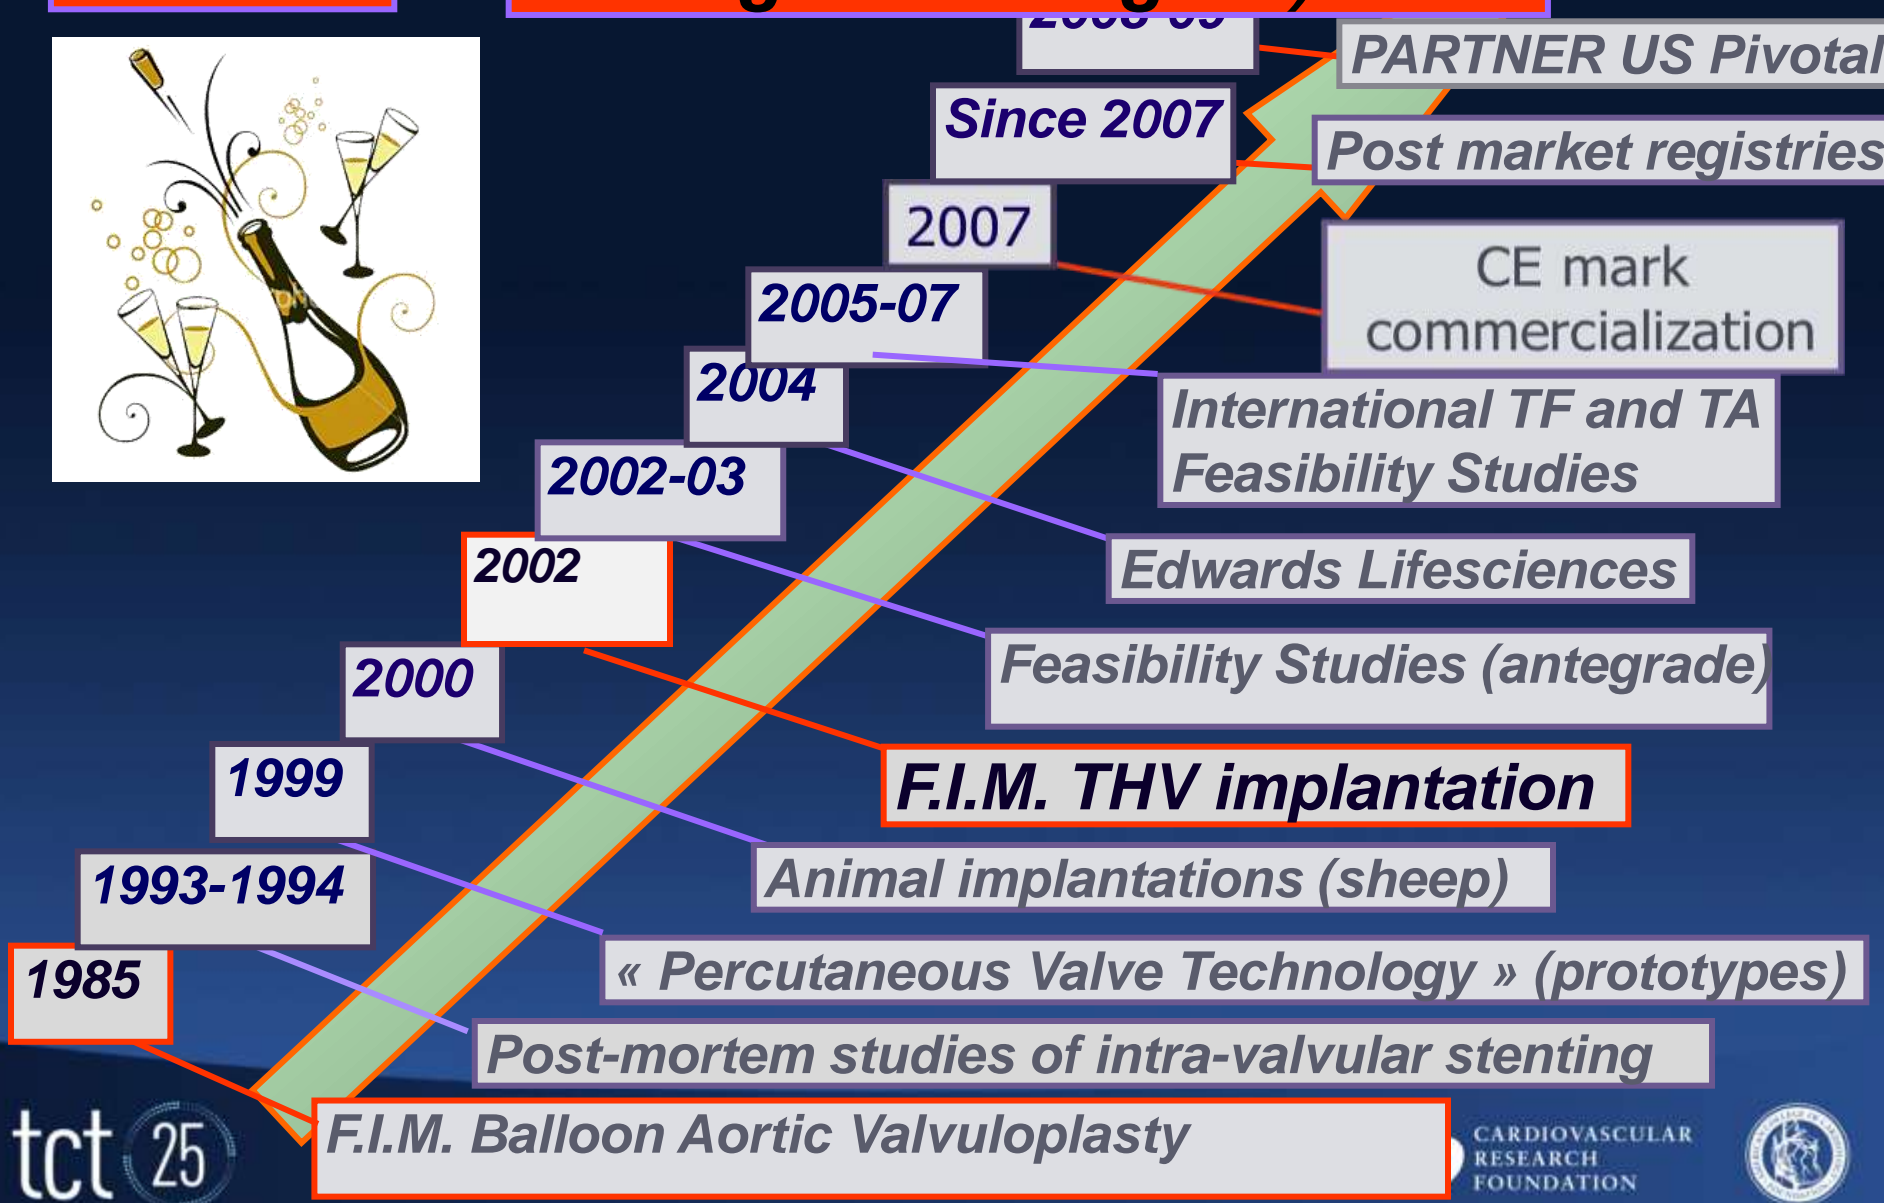 PARTNER US Pivotal
Since 2007
Post market registries
2007
CE mark
commercialization
2005-07
International TF and TA
Feasibility Studies
2004
Edwards Lifesciences
2002-03
Feasibility Studies (antegrade)
2002
F.I.M. THV implantation
2000
Animal implantations (sheep)
1999
« Percutaneous Valve Technology » (prototypes)
1993-1994
Post-mortem studies of intra-valvular stenting
1985
F.I.M. Balloon Aortic Valvuloplasty
tct 25
CARDIOVASCULAR
RESEARCH
FOUNDATION